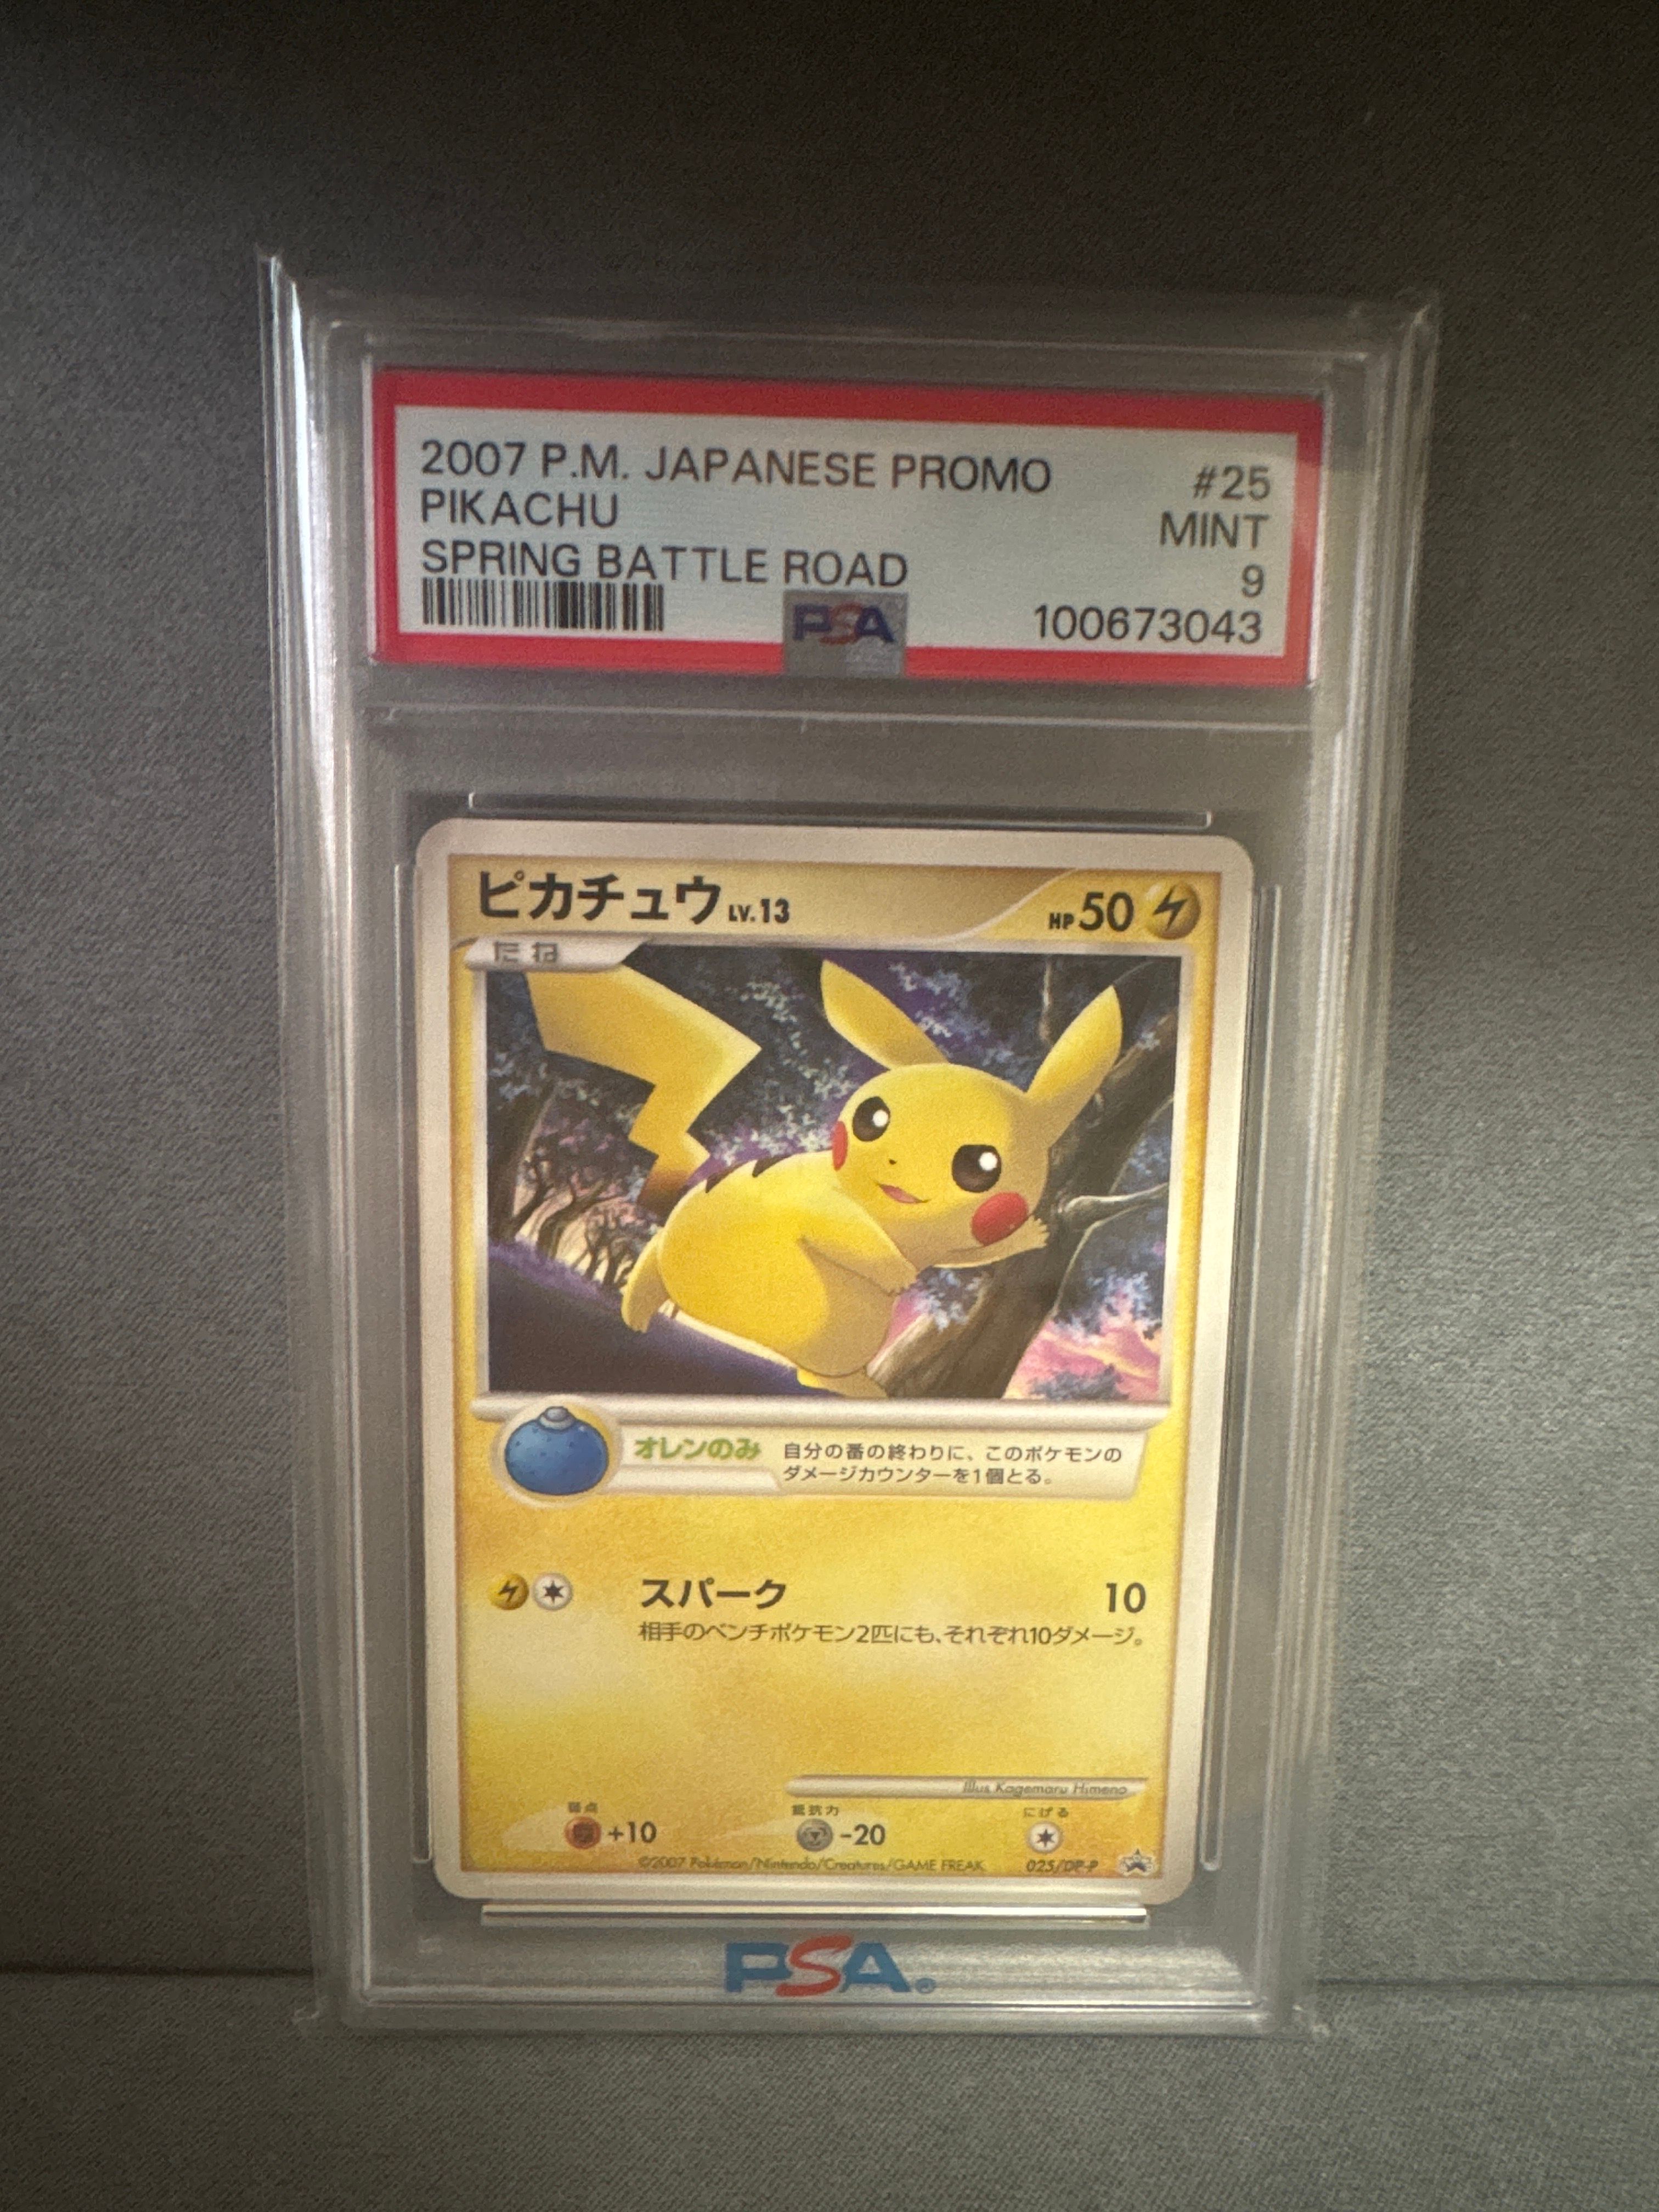 2007 P.M. JAPANESE PROMO #25
PIKACHU MINT
SPRING BATTLE ROAD 9
PSA 100673043
ピカチュウ LV.13 HP 50
たね
オレンのみ 自分の番の終わりに、このポケモンの
ダメージカウンターを1個とる。
スパーク 10
相手のベンチポケモン2匹にも、それぞれ10ダメージ。
Illus. Kagemaru Himeno
弱点 抵抗力 にげる
+10 -20
©2007 Pokémon/Nintendo/Creatures/GAME FREAK 025/DP-P
PSA®